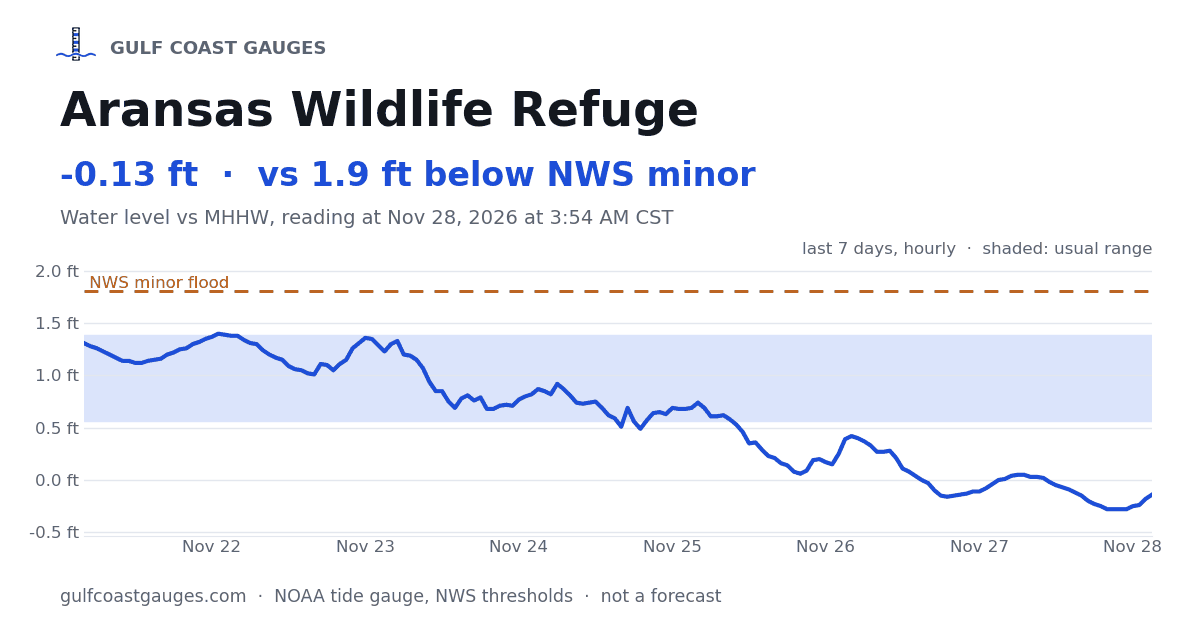 GULF COAST GAUGES
Aransas Wildlife Refuge
-0.13 ft · vs 1.9 ft below NWS minor
Water level vs MHHW, reading at Nov 28, 2026 at 3:54 AM CST
last 7 days, hourly · shaded: usual range
2.0 ft
NWS minor flood
1.5 ft
1.0 ft
0.5 ft
0.0 ft
-0.5 ft
Nov 22 Nov 23 Nov 24 Nov 25 Nov 26 Nov 27 Nov 28
gulfcoastgauges.com · NOAA tide gauge, NWS thresholds · not a forecast